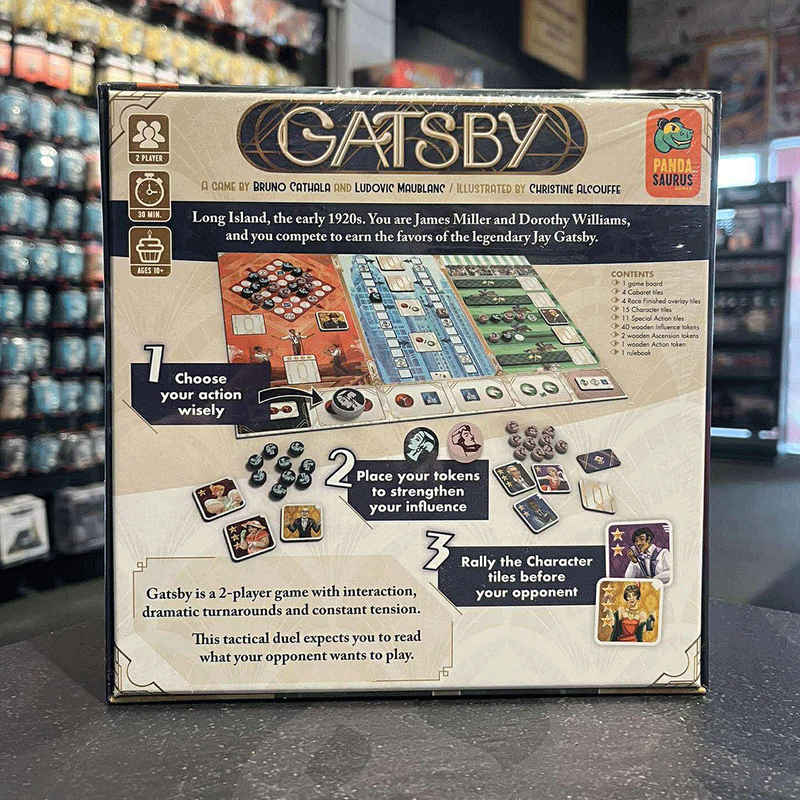 GATSBY
2 PLAYER
30 MIN.
AGES 10+
PANDA
SAURUS
GAMES
A GAME BY BRUNO CATHALA AND LUDOVIC MAUBLANC / ILLUSTRATED BY CHRISTINE ALCOUFFE
Long Island, the early 1920s. You are James Miller and Dorothy Williams,
and you compete to earn the favors of the legendary Jay Gatsby.
CONTENTS
1 game board
4 Cabaret tiles
4 Race Finished overlay tiles
15 Character tiles
11 Special Action tiles
40 wooden Influence tokens
2 wooden Ascension tokens
1 wooden Action token
1 rulebook
1 Choose
your action
wisely
2 Place your tokens
to strengthen
your influence
3 Rally the Character
tiles before
your opponent
Gatsby is a 2-player game with interaction,
dramatic turnarounds and constant tension.
This tactical duel expects you to read
what your opponent wants to play.